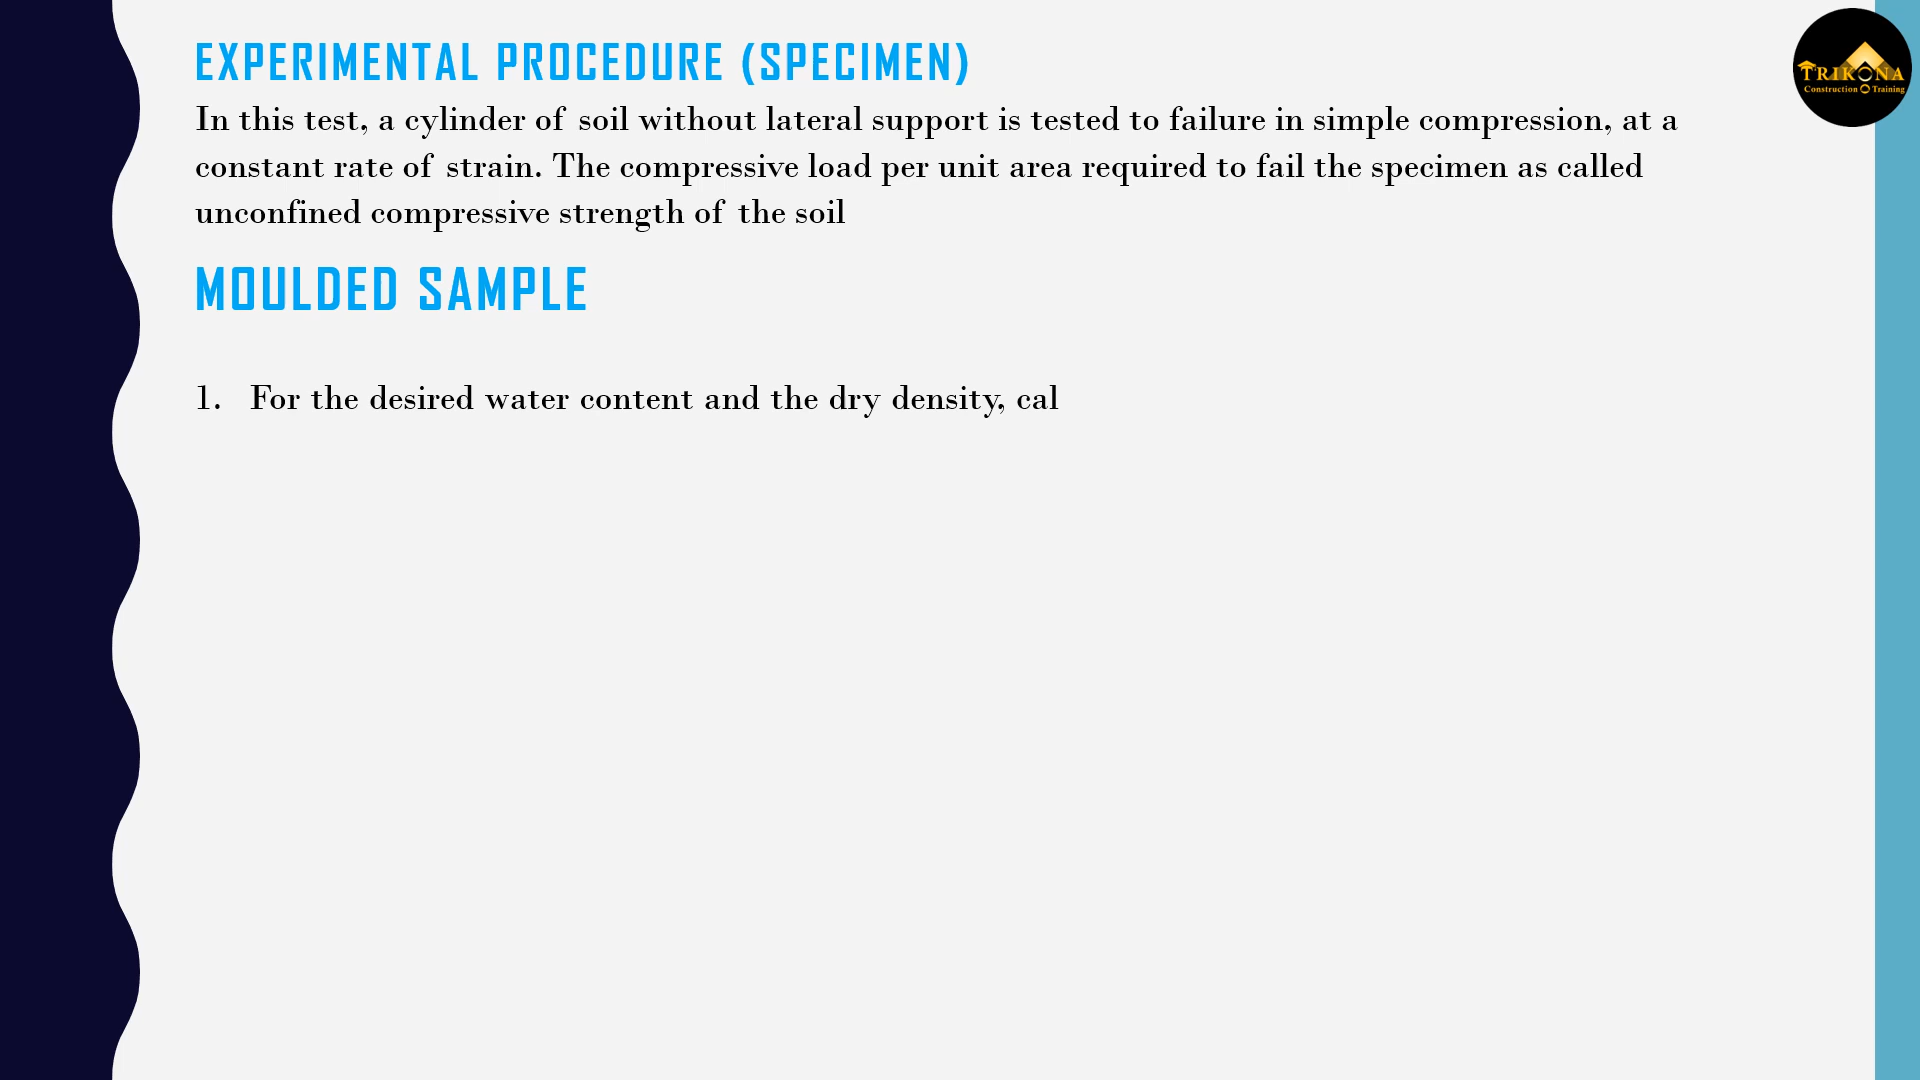 EXPERIMENTAL PROCEDURE (SPECIMEN)
In this test, a cylinder of soil without lateral support is tested to failure in simple compression, at a
constant rate of strain. The compressive load per unit area required to fail the specimen as called
unconfined compressive strength of the soil
MOULDED SAMPLE
1. For the desired water content and the dry density, cal
TRIKONA
Construction Training